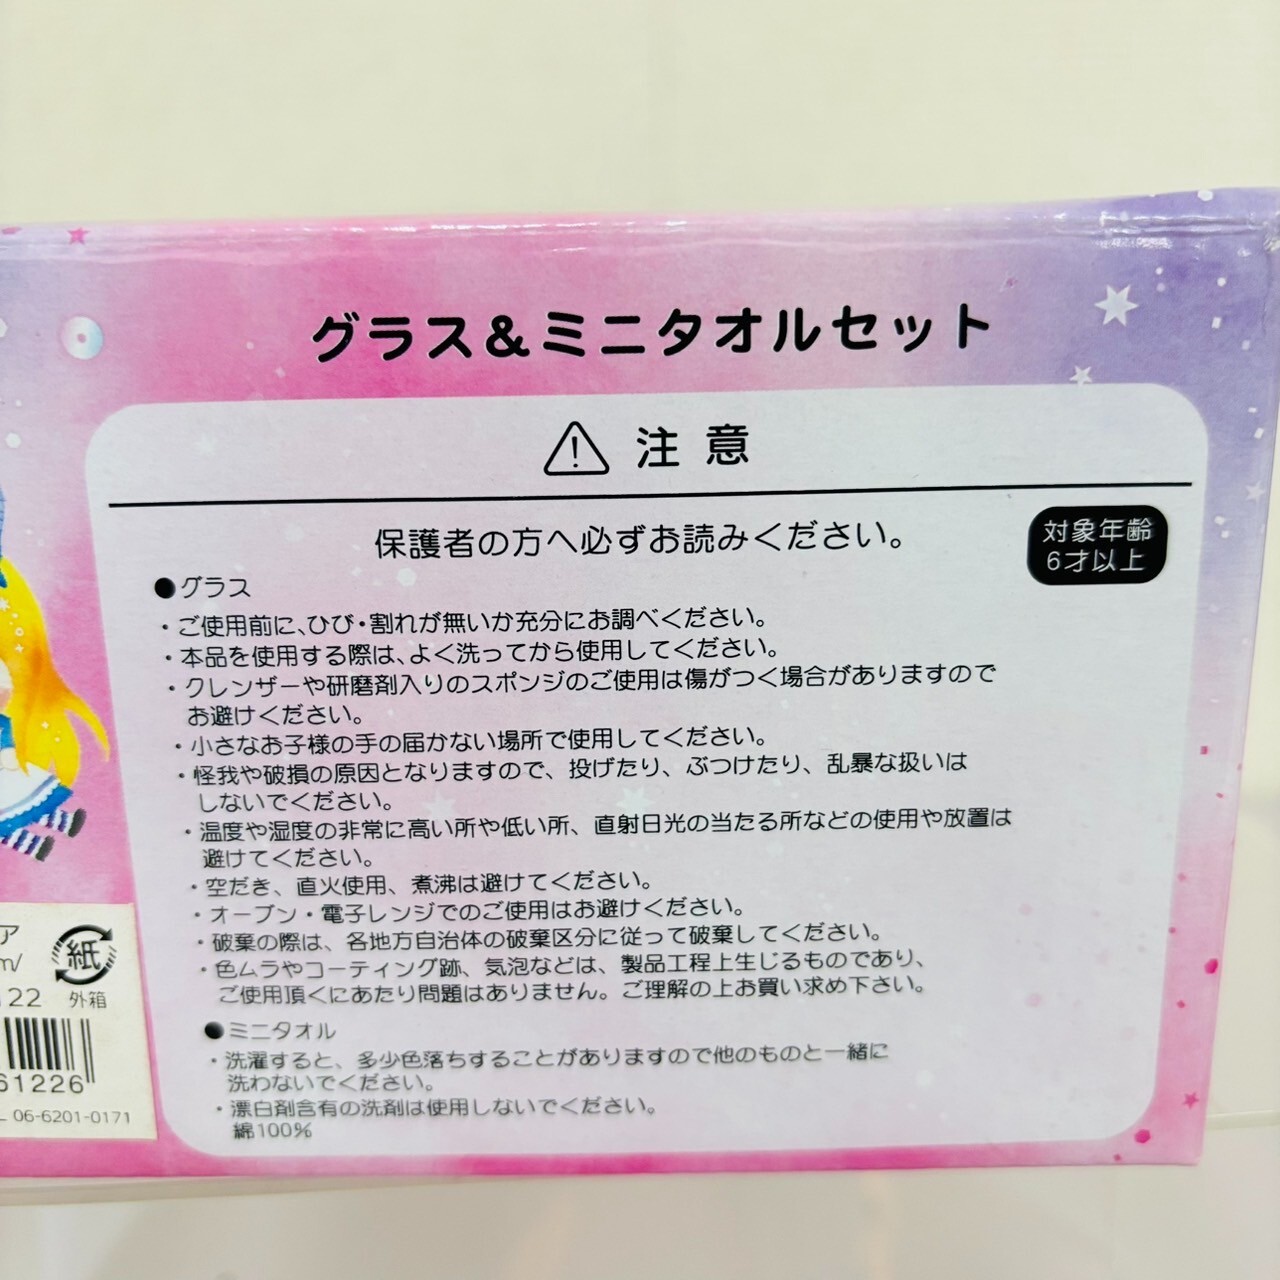 グラス&ミニタオルセット
注意
保護者の方へ必ずお読みください。
対象年齢
6才以上
●グラス
・ご使用前に、ひび・割れが無いか充分にお調べください。
・本品を使用する際は、よく洗ってから使用してください。
・クレンザーや研磨剤入りのスポンジのご使用は傷がつく場合がありますので
お避けください。
・小さなお子様の手の届かない場所で使用してください。
・怪我や破損の原因となりますので、投げたり、ぶつけたり、乱暴な扱いは
しないでください。
・温度や湿度の非常に高い所や低い所、直射日光の当たる所などの使用や放置は
避けてください。
・空だき、直火使用、煮沸は避けてください。
・オーブン・電子レンジでのご使用はお避けください。
・破棄の際は、各地方自治体の破棄区分に従って破棄してください。
・色ムラやコーティング跡、気泡などは、製品工程上生じるものであり、
ご使用頂くにあたり問題はありません。ご理解の上お買い求め下さい。
●ミニタオル
・洗濯すると、多少色落ちすることがありますので他のものと一緒に
洗わないでください。
・漂白剤含有の洗剤は使用しないでください。
綿100%
ア
m/
22
紙
外箱
61226
06-6201-0171